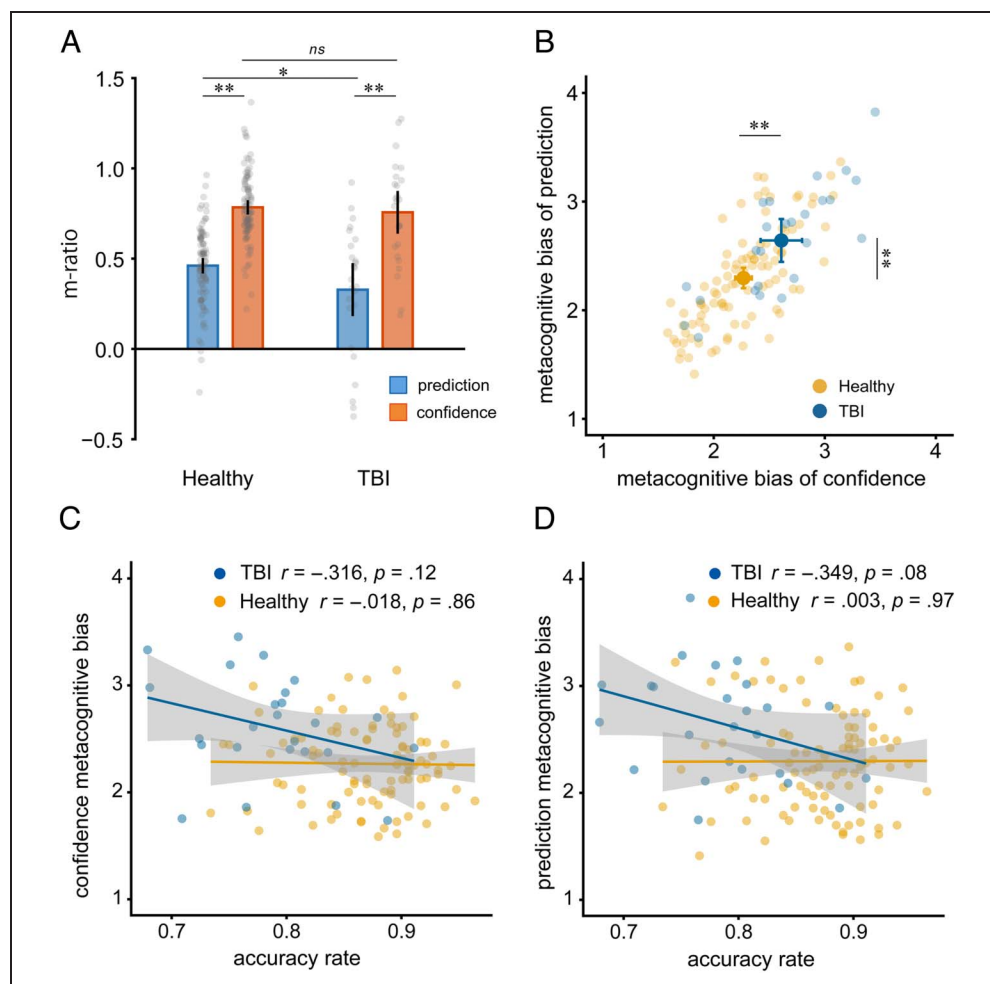 A
ns
*
**
**
1.5
1.0
0.5
0.0
−0.5
m-ratio
prediction
confidence
Healthy
TBI
B
**
**
4
3
2
1
metacognitive bias of prediction
Healthy
TBI
1
2
3
4
metacognitive bias of confidence
C
TBI r = −.316, p = .12
Healthy r = −.018, p = .86
4
3
2
1
confidence metacognitive bias
0.7
0.8
0.9
accuracy rate
D
TBI r = −.349, p = .08
Healthy r = .003, p = .97
4
3
2
1
prediction metacognitive bias
0.7
0.8
0.9
accuracy rate